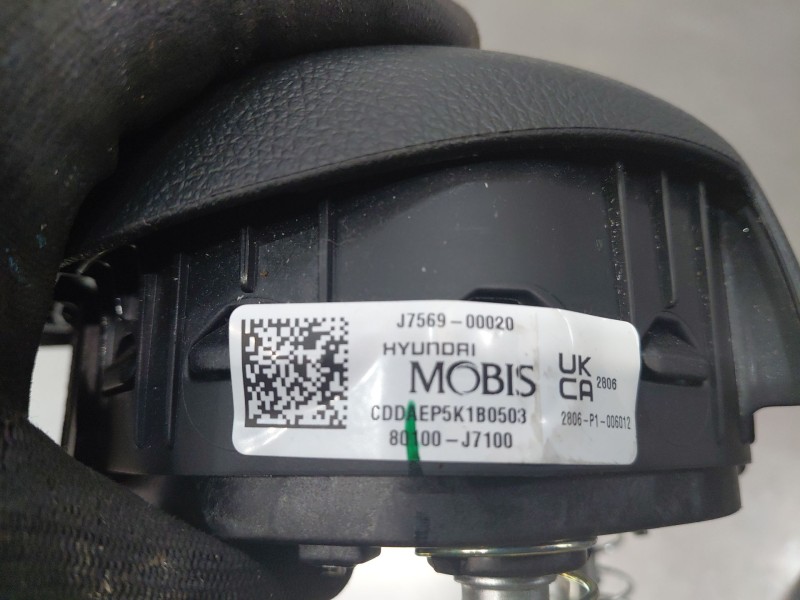 J7569-00020
HYUNDAI
MOBIS
CDDAEP5K1B0503
80100-J7100
UK
CA 2806
2806-P1-006012